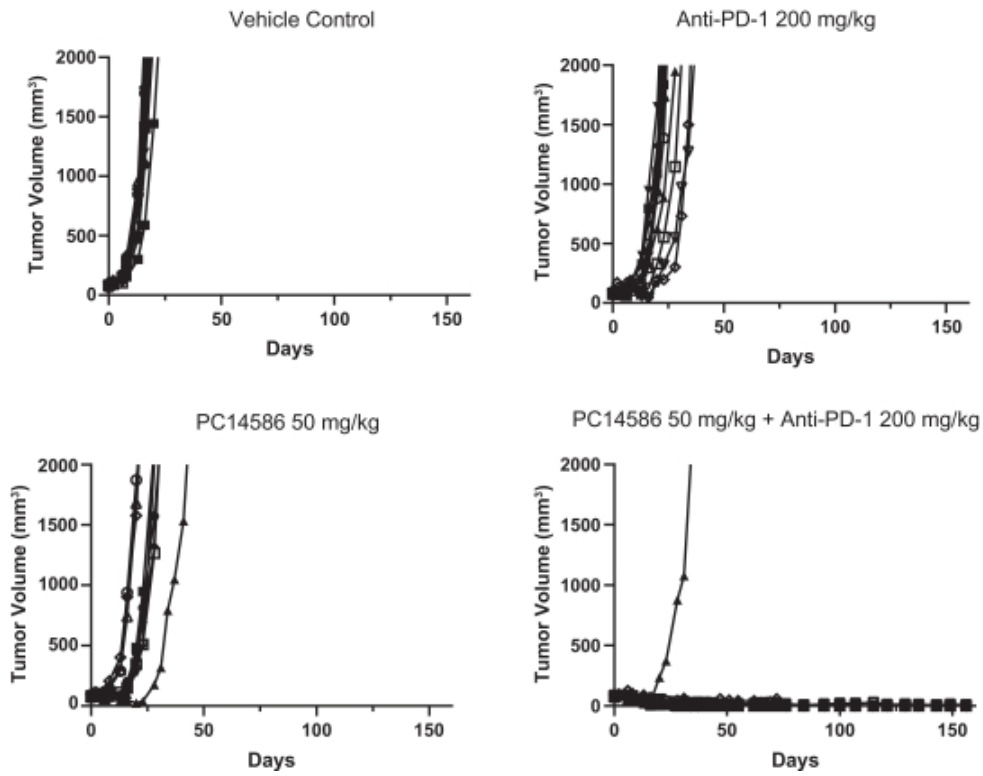 Vehicle Control
Tumor Volume (mm³)
2000
1500
1000
500
0
0 50 100 150
Days
Anti-PD-1 200 mg/kg
Tumor Volume (mm³)
2000
1500
1000
500
0
0 50 100 150
Days
PC14586 50 mg/kg
Tumor Volume (mm³)
2000
1500
1000
500
0
0 50 100 150
Days
PC14586 50 mg/kg + Anti-PD-1 200 mg/kg
Tumor Volume (mm³)
2000
1500
1000
500
0
0 50 100 150
Days